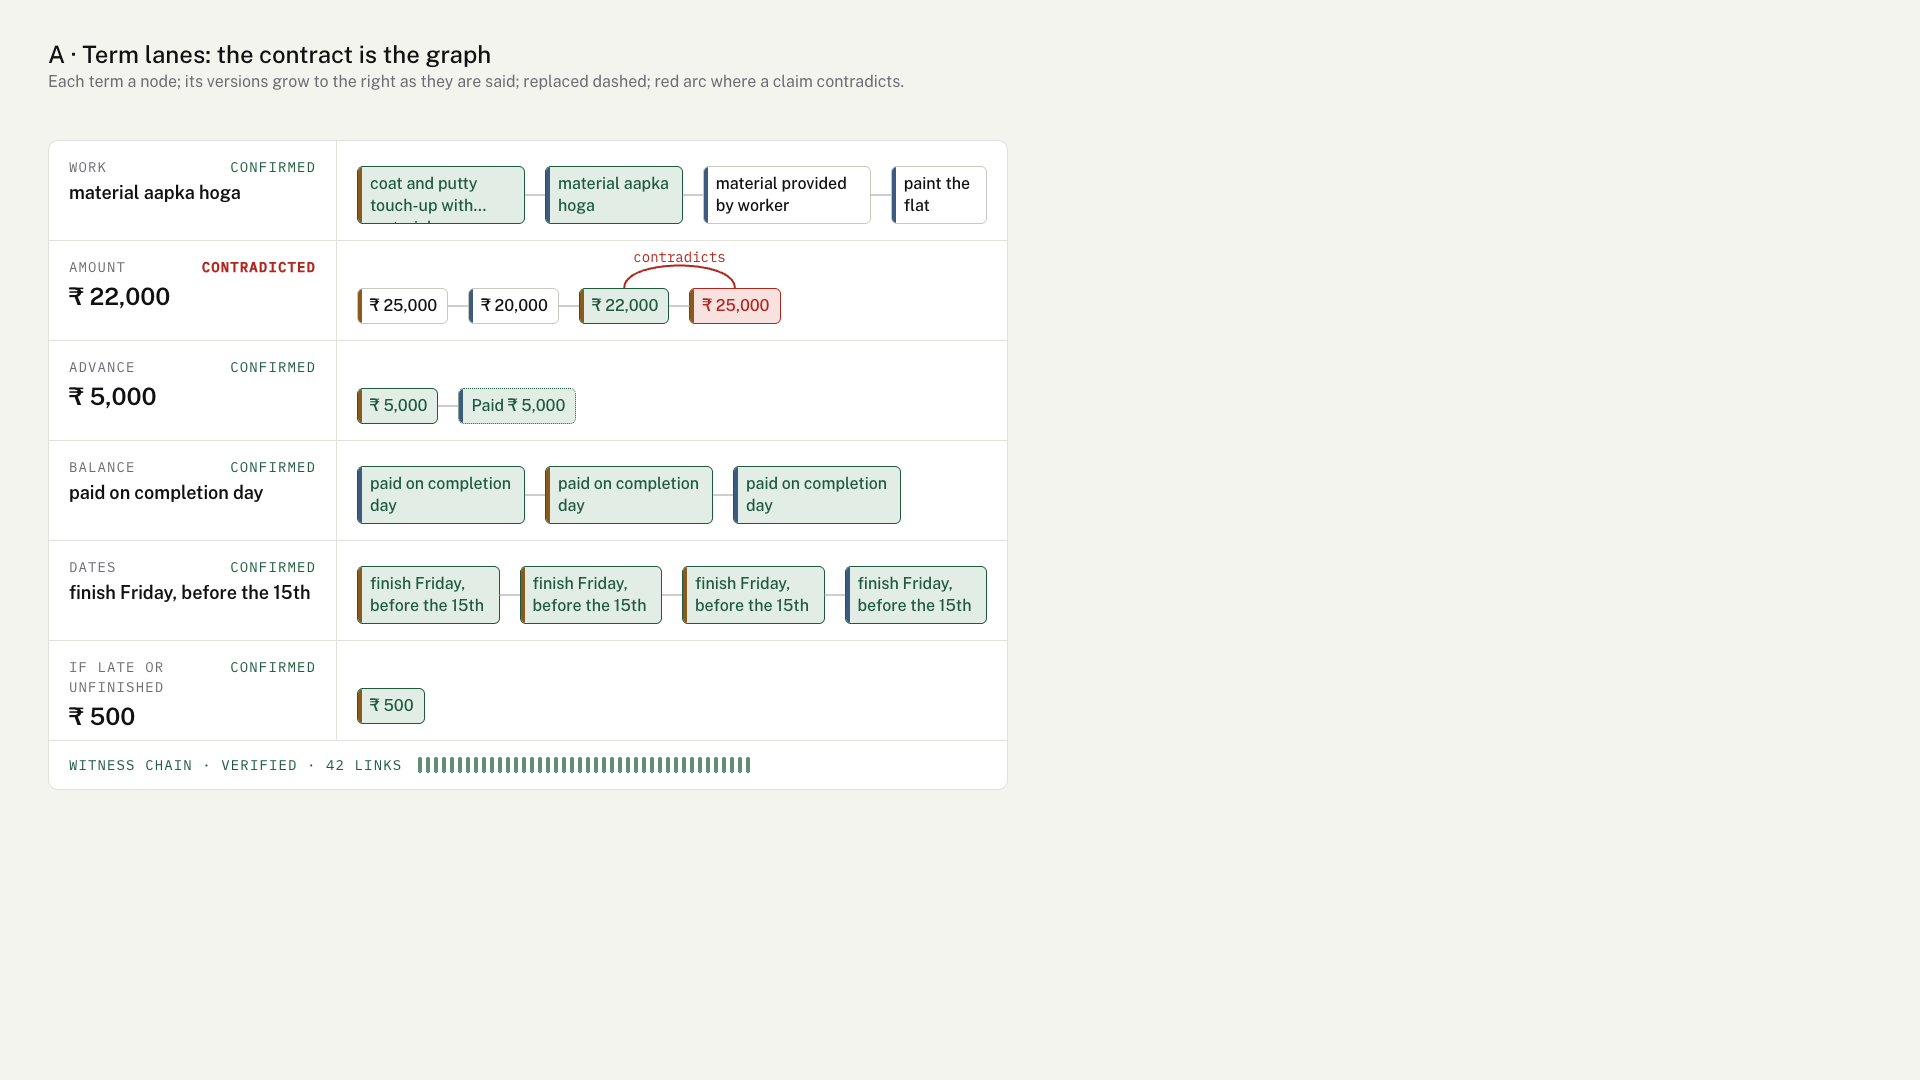 A · Term lanes: the contract is the graph
Each term a node; its versions grow to the right as they are said; replaced dashed; red arc where a claim contradicts.
WORK CONFIRMED
material aapka hoga
coat and putty
touch-up with...
material aapka
hoga
material provided
by worker
paint the
flat
AMOUNT CONTRADICTED
₹ 22,000
contradicts
₹ 25,000
₹ 20,000
₹ 22,000
₹ 25,000
ADVANCE CONFIRMED
₹ 5,000
₹ 5,000
Paid ₹ 5,000
BALANCE CONFIRMED
paid on completion day
paid on completion
day
paid on completion
day
paid on completion
day
DATES CONFIRMED
finish Friday, before the 15th
finish Friday,
before the 15th
finish Friday,
before the 15th
finish Friday,
before the 15th
finish Friday,
before the 15th
IF LATE OR CONFIRMED
UNFINISHED
₹ 500
₹ 500
WITNESS CHAIN · VERIFIED · 42 LINKS